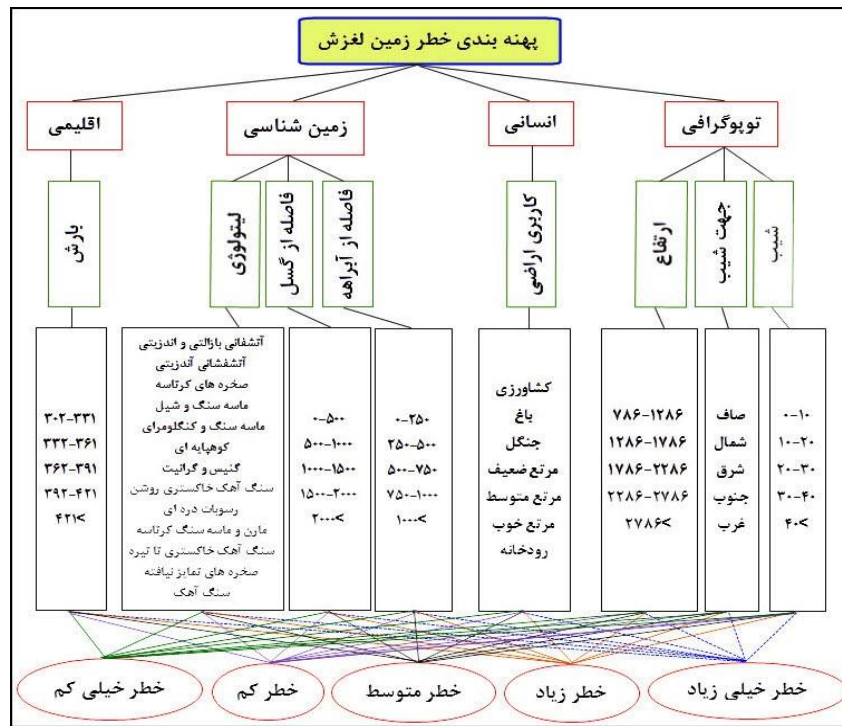 پهنه بندی خطر زمین لغزش
توپوگرافی
انسانی
زمین شناسی
اقلیمی
شیب
جهت شیب
ارتفاع
کاربری اراضی
فاصله از آبراهه
فاصله از گسل
لیتولوژی
بارش
۰-۱۰
۱۰-۲۰
۲۰-۳۰
۳۰-۴۰
۴۰<
صاف
شمال
شرق
جنوب
غرب
۷۸۶-۱۲۸۶
۱۲۸۶-۱۷۸۶
۱۷۸۶-۲۲۸۶
۲۲۸۶-۲۷۸۶
۲۷۸۶<
کشاورزی
باغ
جنگل
مرتع ضعیف
مرتع متوسط
مرتع خوب
رودخانه
۰-۲۵۰
۲۵۰-۵۰۰
۵۰۰-۷۵۰
۷۵۰-۱۰۰۰
۱۰۰۰<
۰-۵۰۰
۵۰۰-۱۰۰۰
۱۰۰۰-۱۵۰۰
۱۵۰۰-۲۰۰۰
۲۰۰۰<
آتشفانی بازالتی و اندزیتی
آتشفشانی آندزیتی
صخره های کرتاسه
ماسه سنگ و شیل
ماسه سنگ و کنگلومرای
کوهپایه ای
گنیس و گرانیت
سنگ آهک خاکستری روشن
رسوبات دره ای
مارن و ماسه سنگ کرتاسه
سنگ آهک خاکستری تا تیره
صخره های تمایز نیافته
سنگ آهک
۳۰۲-۳۳۱
۳۳۲-۳۶۱
۳۶۲-۳۹۱
۳۹۲-۴۲۱
۴۲۱<
خطر خیلی زیاد
خطر زیاد
خطر متوسط
خطر کم
خطر خیلی کم